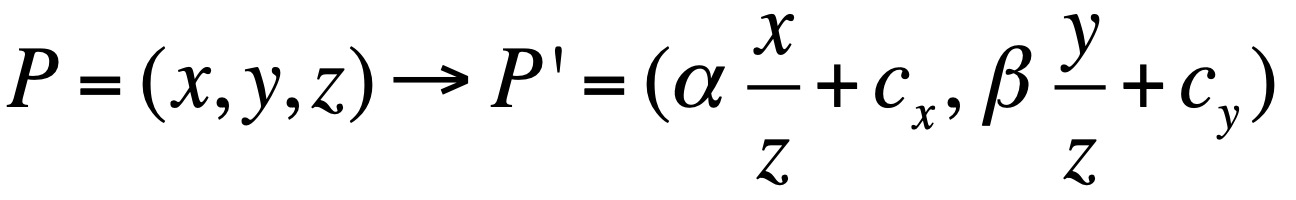 P = (x, y, z) → P' = (α x/z + c_x, β y/z + c_y)